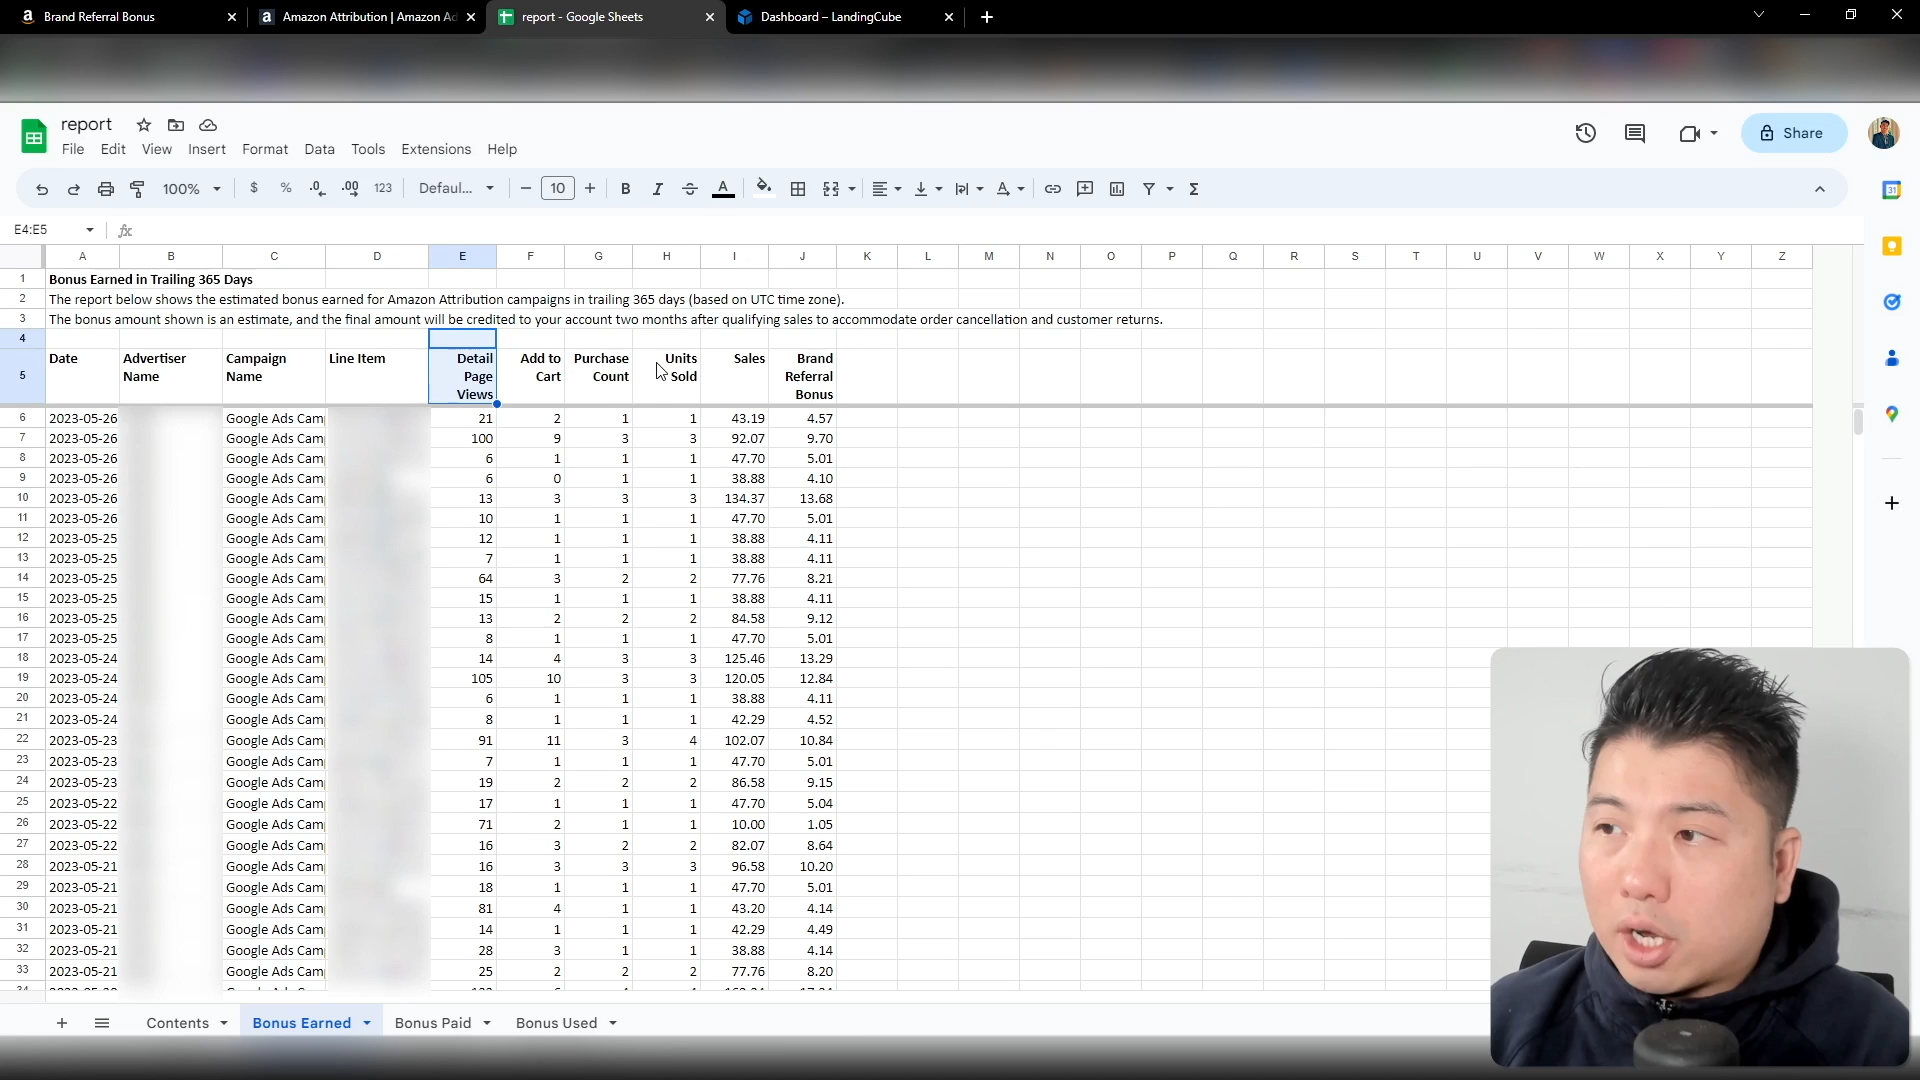 Brand Referral Bonus
Amazon Attribution | Amazon Ad
report - Google Sheets
Dashboard – LandingCube
report
File Edit View Insert Format Data Tools Extensions Help
Share
100% $ % .0 .00 123 Defaul... 10 B I A
31
E4:E5 fx
A B C D E F G H I J K L M N O P Q R S T U V W X Y Z
1 Bonus Earned in Trailing 365 Days
2 The report below shows the estimated bonus earned for Amazon Attribution campaigns in trailing 365 days (based on UTC time zone).
3 The bonus amount shown is an estimate, and the final amount will be credited to your account two months after qualifying sales to accommodate order cancellation and customer returns.
4
5 Date Advertiser Name Campaign Name Line Item Detail Page Views Add to Cart Purchase Count Units Sold Sales Brand Referral Bonus
6 2023-05-26 Google Ads Cam 21 2 1 1 43.19 4.57
7 2023-05-26 Google Ads Cam 100 9 3 3 92.07 9.70
8 2023-05-26 Google Ads Cam 6 1 1 1 47.70 5.01
9 2023-05-26 Google Ads Cam 6 0 1 1 38.88 4.10
10 2023-05-26 Google Ads Cam 13 3 3 3 134.37 13.68
11 2023-05-26 Google Ads Cam 10 1 1 1 47.70 5.01
12 2023-05-25 Google Ads Cam 12 1 1 1 38.88 4.11
13 2023-05-25 Google Ads Cam 7 1 1 1 38.88 4.11
14 2023-05-25 Google Ads Cam 64 3 2 2 77.76 8.21
15 2023-05-25 Google Ads Cam 15 1 1 1 38.88 4.11
16 2023-05-25 Google Ads Cam 13 2 2 2 84.58 9.12
17 2023-05-25 Google Ads Cam 8 1 1 1 47.70 5.01
18 2023-05-24 Google Ads Cam 14 4 3 3 125.46 13.29
19 2023-05-24 Google Ads Cam 105 10 3 3 120.05 12.84
20 2023-05-24 Google Ads Cam 6 1 1 1 38.88 4.11
21 2023-05-24 Google Ads Cam 8 1 1 1 42.29 4.52
22 2023-05-23 Google Ads Cam 91 11 3 4 102.07 10.84
23 2023-05-23 Google Ads Cam 7 1 1 1 47.70 5.01
24 2023-05-23 Google Ads Cam 19 2 2 2 86.58 9.15
25 2023-05-22 Google Ads Cam 17 1 1 1 47.70 5.04
26 2023-05-22 Google Ads Cam 71 2 1 1 10.00 1.05
27 2023-05-22 Google Ads Cam 16 3 2 2 82.07 8.64
28 2023-05-21 Google Ads Cam 16 3 3 3 96.58 10.20
29 2023-05-21 Google Ads Cam 18 1 1 1 47.70 5.01
30 2023-05-21 Google Ads Cam 81 4 1 1 43.20 4.14
31 2023-05-21 Google Ads Cam 14 1 1 1 42.29 4.49
32 2023-05-21 Google Ads Cam 28 3 1 1 38.88 4.14
33 2023-05-21 Google Ads Cam 25 2 2 2 77.76 8.20
Contents Bonus Earned Bonus Paid Bonus Used